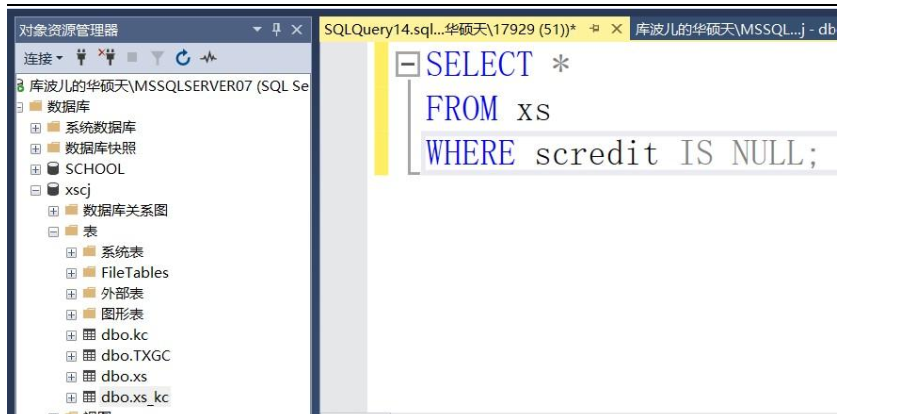 对象资源管理器
连接
库波儿的华硕天\MSSQLSERVER07 (SQL Se
数据库
系统数据库
数据库快照
SCHOOL
xscj
数据库关系图
表
系统表
FileTables
外部表
图形表
dbo.kc
dbo.TXGC
dbo.xs
dbo.xs_kc
SQLQuery14.sql...华硕天\17929 (51))*
库波儿的华硕天\MSSQL...j - db
SELECT *
FROM xs
WHERE scredit IS NULL;